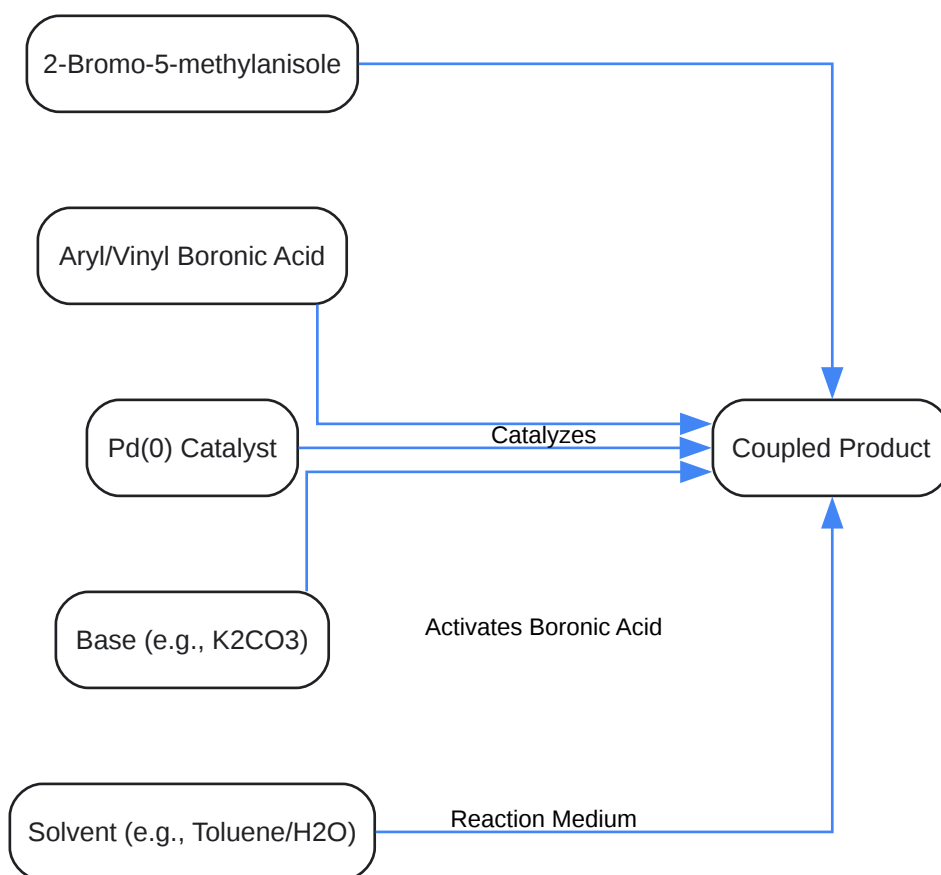 2-Bromo-5-methylanisole
Aryl/Vinyl Boronic Acid
Catalyzes
Pd(0) Catalyst
Coupled Product
Activates Boronic Acid
Base (e.g., K2CO3)
Reaction Medium
Solvent (e.g., Toluene/H2O)